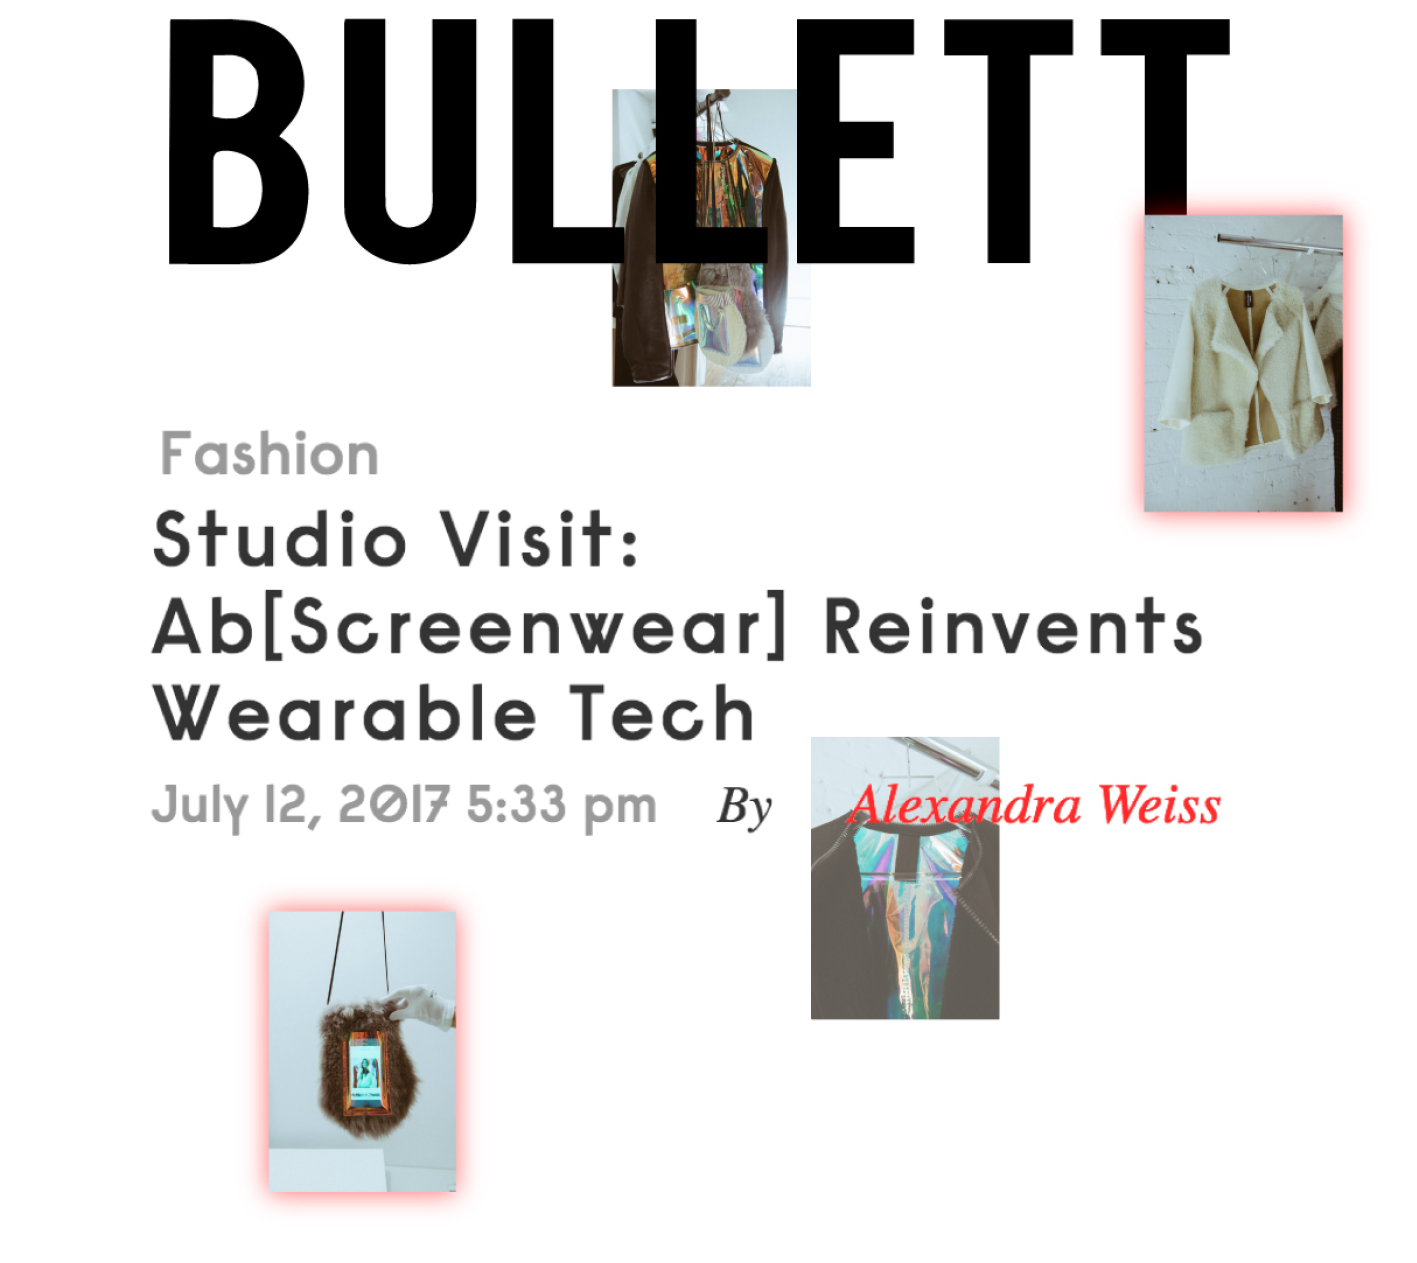 BULLETT
Fashion
Studio Visit:
Ab[Screenwear] Reinvents
Wearable Tech
July 12, 2017 5:33 pm By Alexandra Weiss